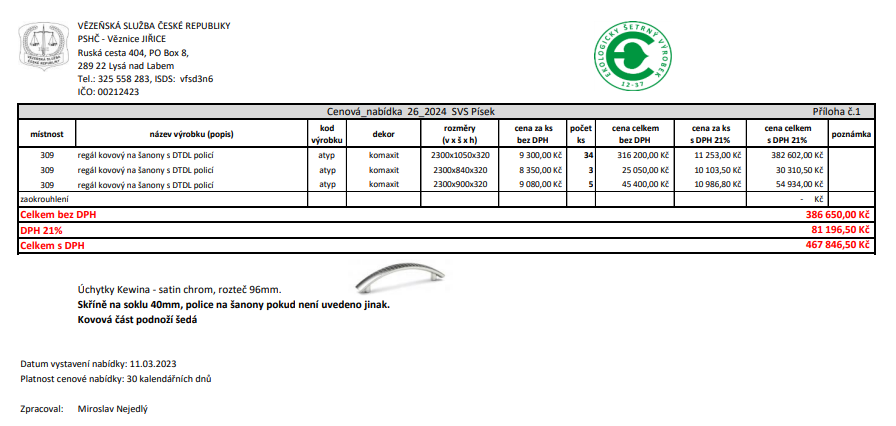 VĚZEŇSKÁ SLUŽBA ČESKÉ REPUBLIKY
PSHČ - Věznice JIŘICE
Ruská cesta 404, PO Box 8,
289 22 Lysá nad Labem
Tel.: 325 558 283, ISDS: vfsd3n6
IČO: 00212423
VĚZEŇSKÁ SLUŽBA
ČESKÉ REPUBLIKY
EKOLOGICKY ŠETRNÝ VÝROBEK
12-37
Cenová_nabídka 26_2024 SVS Písek Příloha č.1
místnost název výrobku (popis) kód výrobku dekor rozměry (v x š x h) cena za ks bez DPH počet ks cena celkem bez DPH cena za ks s DPH 21% cena celkem s DPH 21% poznámka
309 regál kovový na šanony s DTDL policí atyp komaxit 2300x1050x320 9 300,00 Kč 34 316 200,00 Kč 11 253,00 Kč 382 602,00 Kč
309 regál kovový na šanony s DTDL policí atyp komaxit 2300x840x320 8 350,00 Kč 3 25 050,00 Kč 10 103,50 Kč 30 310,50 Kč
309 regál kovový na šanony s DTDL policí atyp komaxit 2300x900x320 9 080,00 Kč 5 45 400,00 Kč 10 986,80 Kč 54 934,00 Kč
zaokrouhlení - Kč
Celkem bez DPH 386 650,00 Kč
DPH 21% 81 196,50 Kč
Celkem s DPH 467 846,50 Kč
Úchytky Kewina - satin chrom, rozteč 96mm.
Skříně na soklu 40mm, police na šanony pokud není uvedeno jinak.
Kovová část podnoží šedá
Datum vystavení nabídky: 11.03.2023
Platnost cenové nabídky: 30 kalendářních dnů
Zpracoval: Miroslav Nejedlý